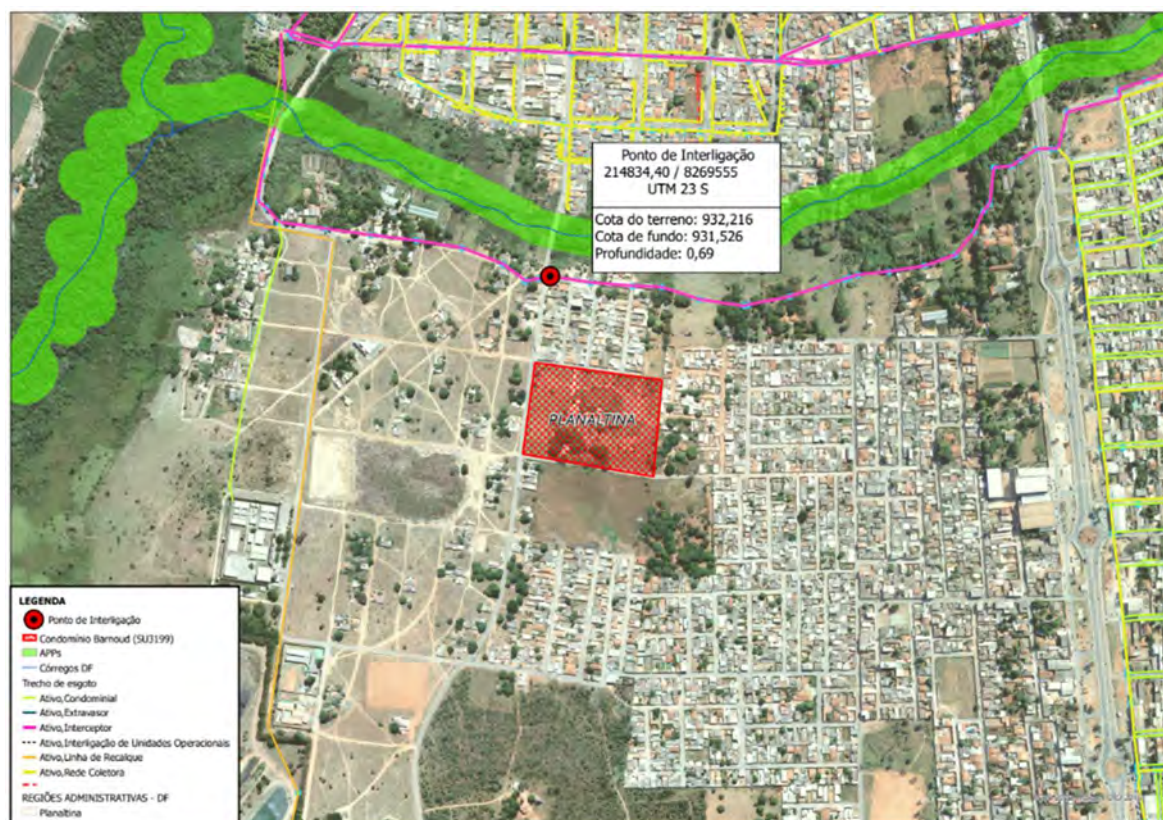 Ponto de Interligação
214834,40 / 8269555
UTM 23 S
Cota do terreno: 932,216
Cota de fundo: 931,526
Profundidade: 0,69
PLANALTINA
LEGENDA
Ponto de Interligação
Condomínio Barnoud (SUJ199)
APPs
Córregos DF
Trecho de esgoto
Ativo,Condominial
Ativo,Extravasor
Ativo,Interceptor
Ativo,Interligação de Unidades Operacionais
Ativo,Linha de Recalque
Ativo,Rede Coletora
REGIÕES ADMINISTRATIVAS - DF
Planaltina